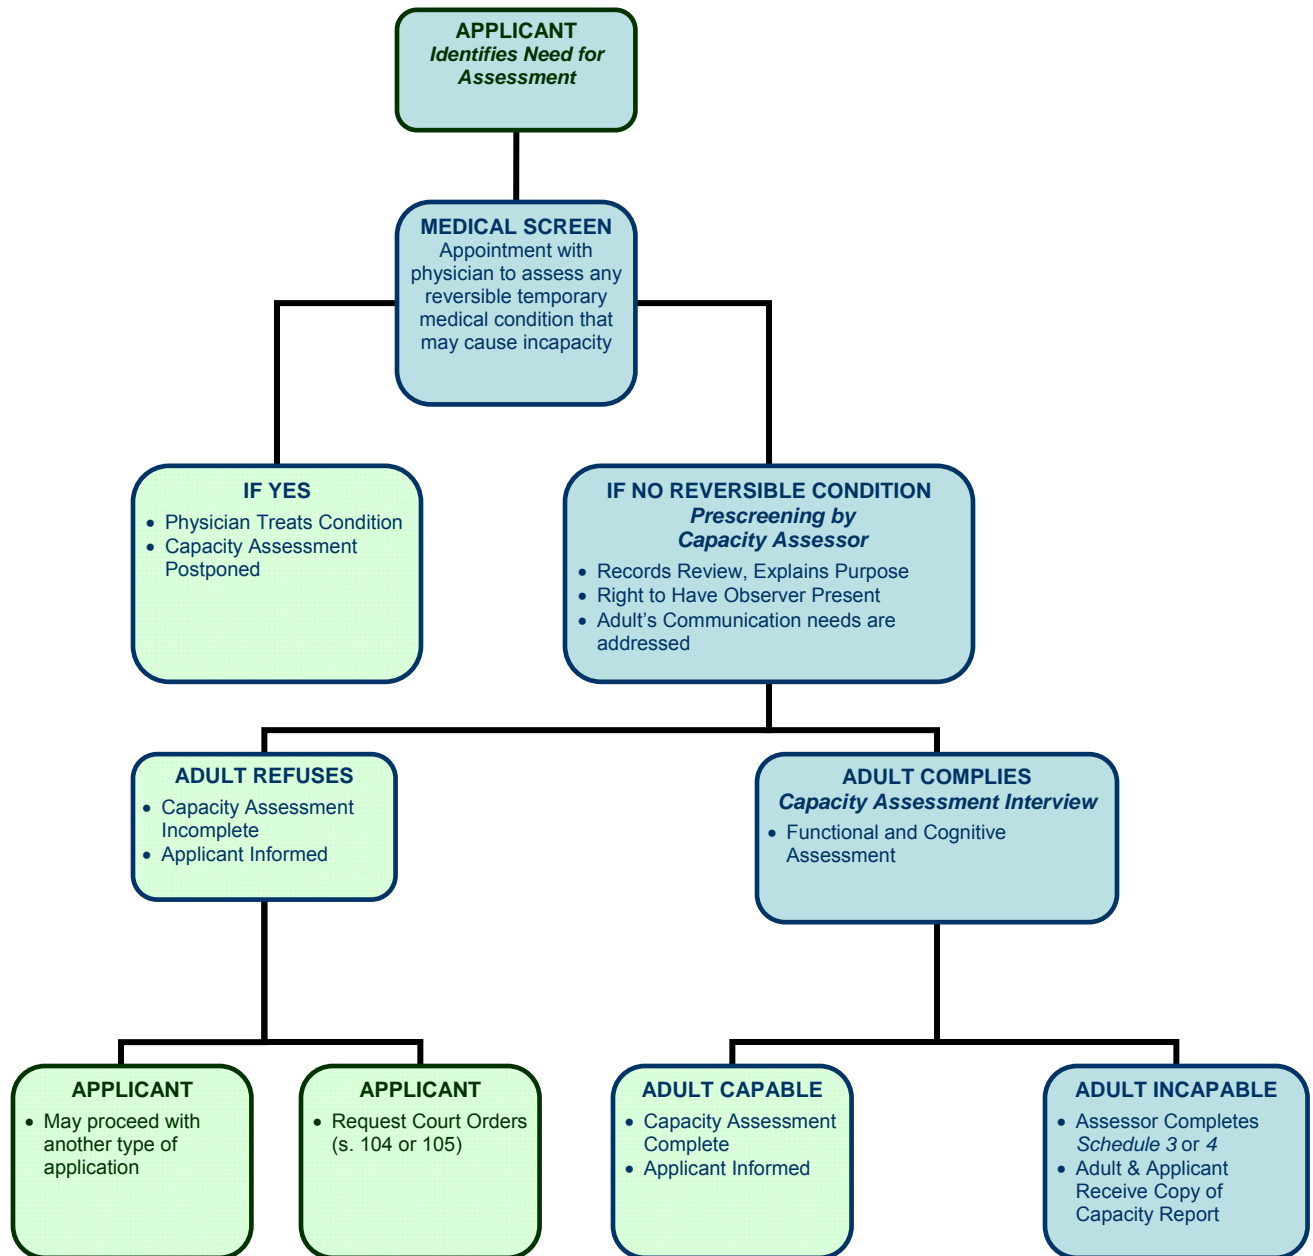 APPLICANT
Identifies Need for
Assessment
MEDICAL SCREEN
Appointment with
physician to assess any
reversible temporary
medical condition that
may cause incapacity
IF YES
• Physician Treats Condition
• Capacity Assessment
Postponed
IF NO REVERSIBLE CONDITION
Prescreening by
Capacity Assessor
• Records Review, Explains Purpose
• Right to Have Observer Present
• Adult's Communication needs are
addressed
ADULT REFUSES
• Capacity Assessment
Incomplete
• Applicant Informed
ADULT COMPLIES
Capacity Assessment Interview
• Functional and Cognitive
Assessment
APPLICANT
• May proceed with
another type of
application
APPLICANT
• Request Court Orders
(s. 104 or 105)
ADULT CAPABLE
• Capacity Assessment
Complete
• Applicant Informed
ADULT INCAPABLE
• Assessor Completes
Schedule 3 or 4
• Adult & Applicant
Receive Copy of
Capacity Report